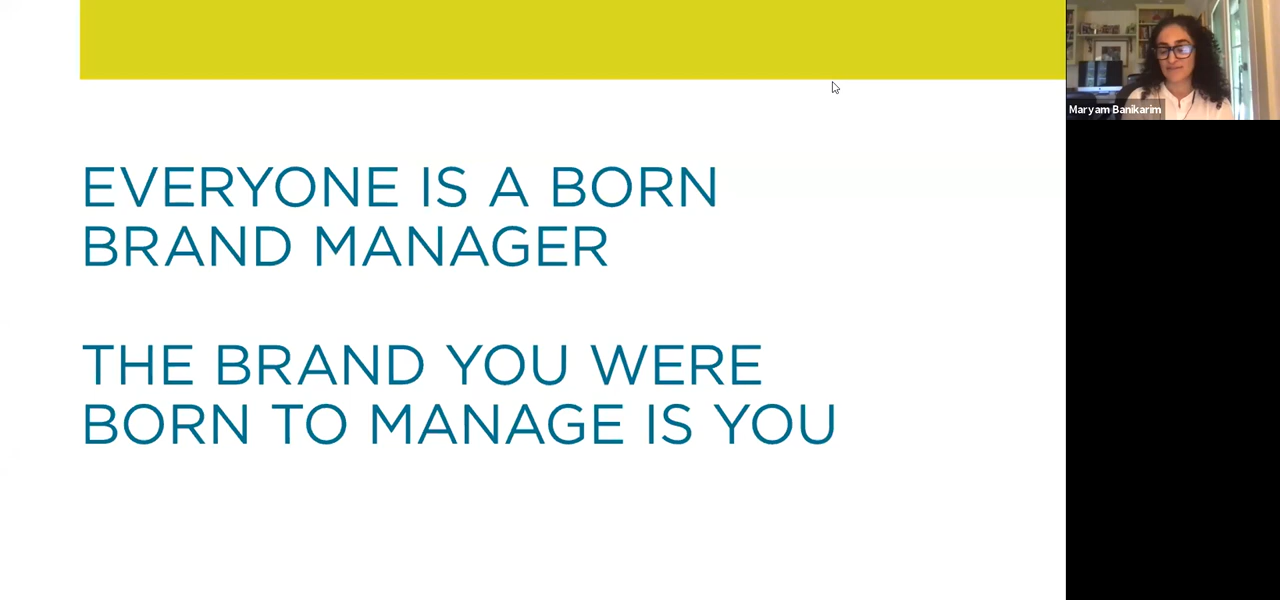 EVERYONE IS A BORN
BRAND MANAGER
THE BRAND YOU WERE
BORN TO MANAGE IS YOU
Maryam Banikarim